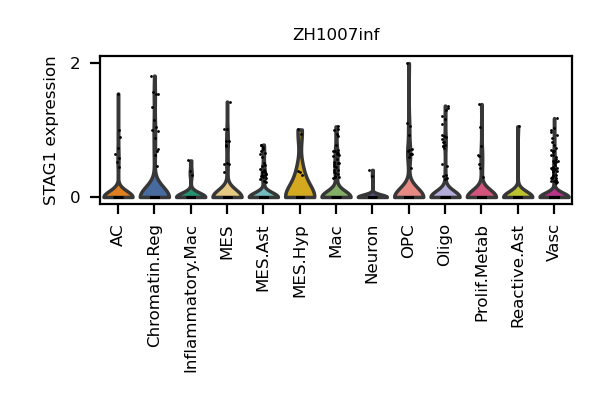 ZH1007inf
STAG1 expression
2
0
AC
Chromatin.Reg
Inflammatory.Mac
MES
MES.Ast
MES.Hyp
Mac
Neuron
OPC
Oligo
Prolif.Metab
Reactive.Ast
Vasc